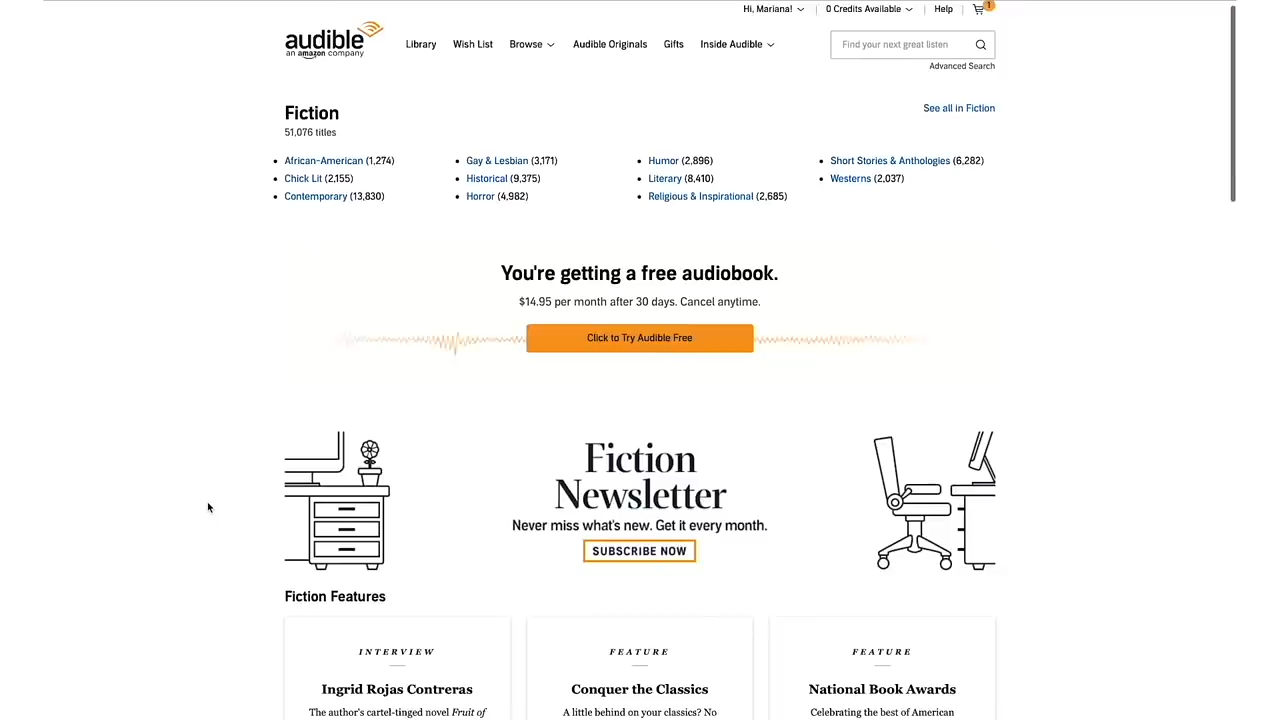 Hi, Mariana!
0 Credits Available
Help
1
audible
an amazon company
Library
Wish List
Browse
Audible Originals
Gifts
Inside Audible
Find your next great listen
Advanced Search
Fiction
See all in Fiction
51,076 titles
African-American (1,274)
Chick Lit (2,155)
Contemporary (13,830)
Gay & Lesbian (3,171)
Historical (9,375)
Horror (4,982)
Humor (2,896)
Literary (8,410)
Religious & Inspirational (2,685)
Short Stories & Anthologies (6,282)
Westerns (2,037)
You're getting a free audiobook.
$14.95 per month after 30 days. Cancel anytime.
Click to Try Audible Free
Fiction
Newsletter
Never miss what's new. Get it every month.
SUBSCRIBE NOW
Fiction Features
INTERVIEW
Ingrid Rojas Contreras
The author's cartel-tinged novel Fruit of
FEATURE
Conquer the Classics
A little behind on your classics? No
FEATURE
National Book Awards
Celebrating the best of American